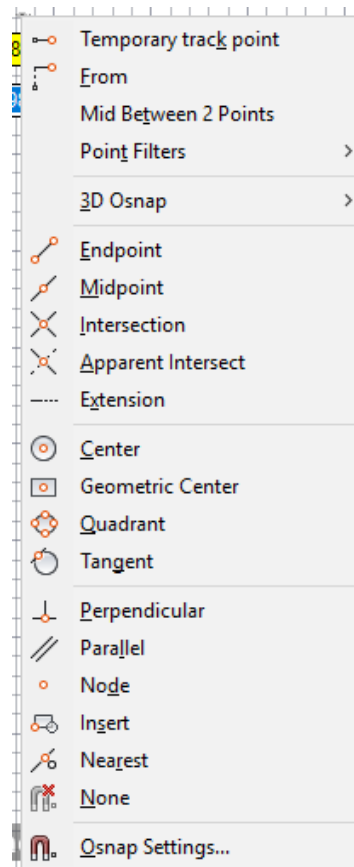 Temporary track point
From
Mid Between 2 Points
Point Filters
3D Osnap
Endpoint
Midpoint
Intersection
Apparent Intersect
Extension
Center
Geometric Center
Quadrant
Tangent
Perpendicular
Parallel
Node
Insert
Nearest
None
Osnap Settings...